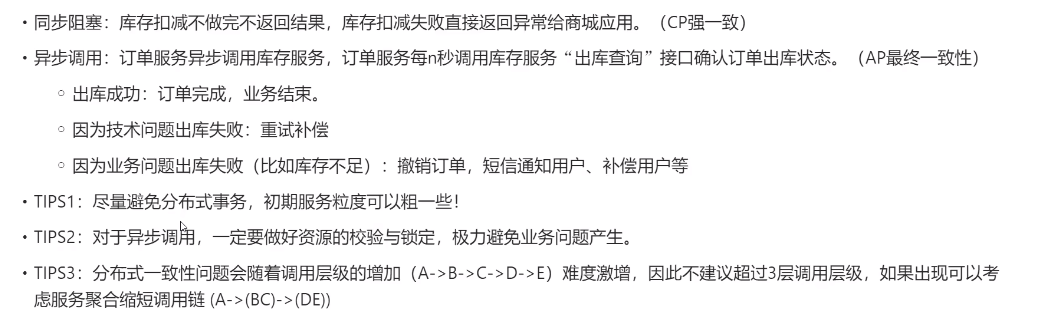 • 同步阻塞：库存扣减不做完不返回结果，库存扣减失败直接返回异常给商城应用。（CP强一致）
• 异步调用：订单服务异步调用库存服务，订单服务每n秒调用库存服务“出库查询”接口确认订单出库状态。（AP最终一致性）
○ 出库成功：订单完成，业务结束。
○ 因为技术问题出库失败：重试补偿
○ 因为业务问题出库失败（比如库存不足）：撤销订单，短信通知用户、补偿用户等
• TIPS1：尽量避免分布式事务，初期服务粒度可以粗一些！
• TIPS2：对于异步调用，一定要做好资源的校验与锁定，极力避免业务问题产生。
• TIPS3：分布式一致性问题会随着调用层级的增加（A->B->C->D->E）难度激增，因此不建议超过3层调用层级，如果出现可以考
虑服务聚合缩短调用链 (A->(BC)->(DE))